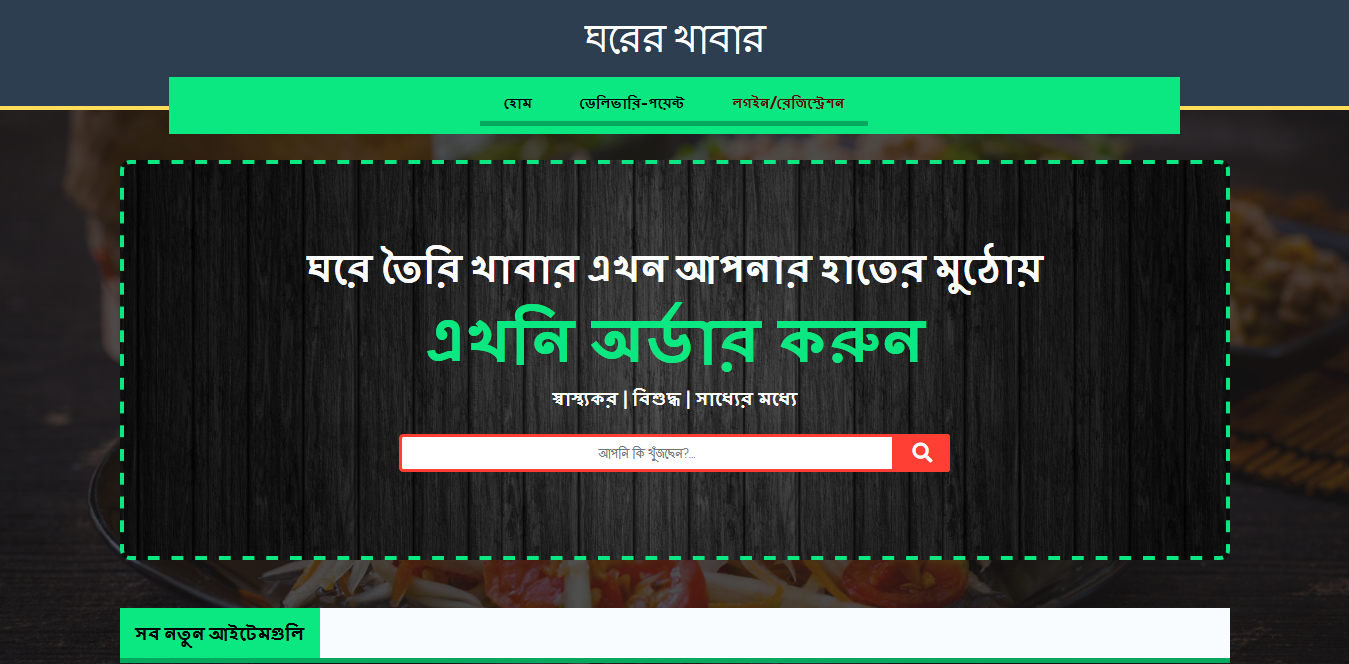 ঘরের খাবার
হোম ডেলিভারি-পয়েন্ট লগইন/রেজিস্ট্রেশন
ঘরে তৈরি খাবার এখন আপনার হাতের মুঠোয়
এখনি অর্ডার করুন
স্বাস্থ্যকর | বিশুদ্ধ | সাধ্যের মধ্যে
আপনি কি খুঁজছেন?...
সব নতুন আইটেমগুলি